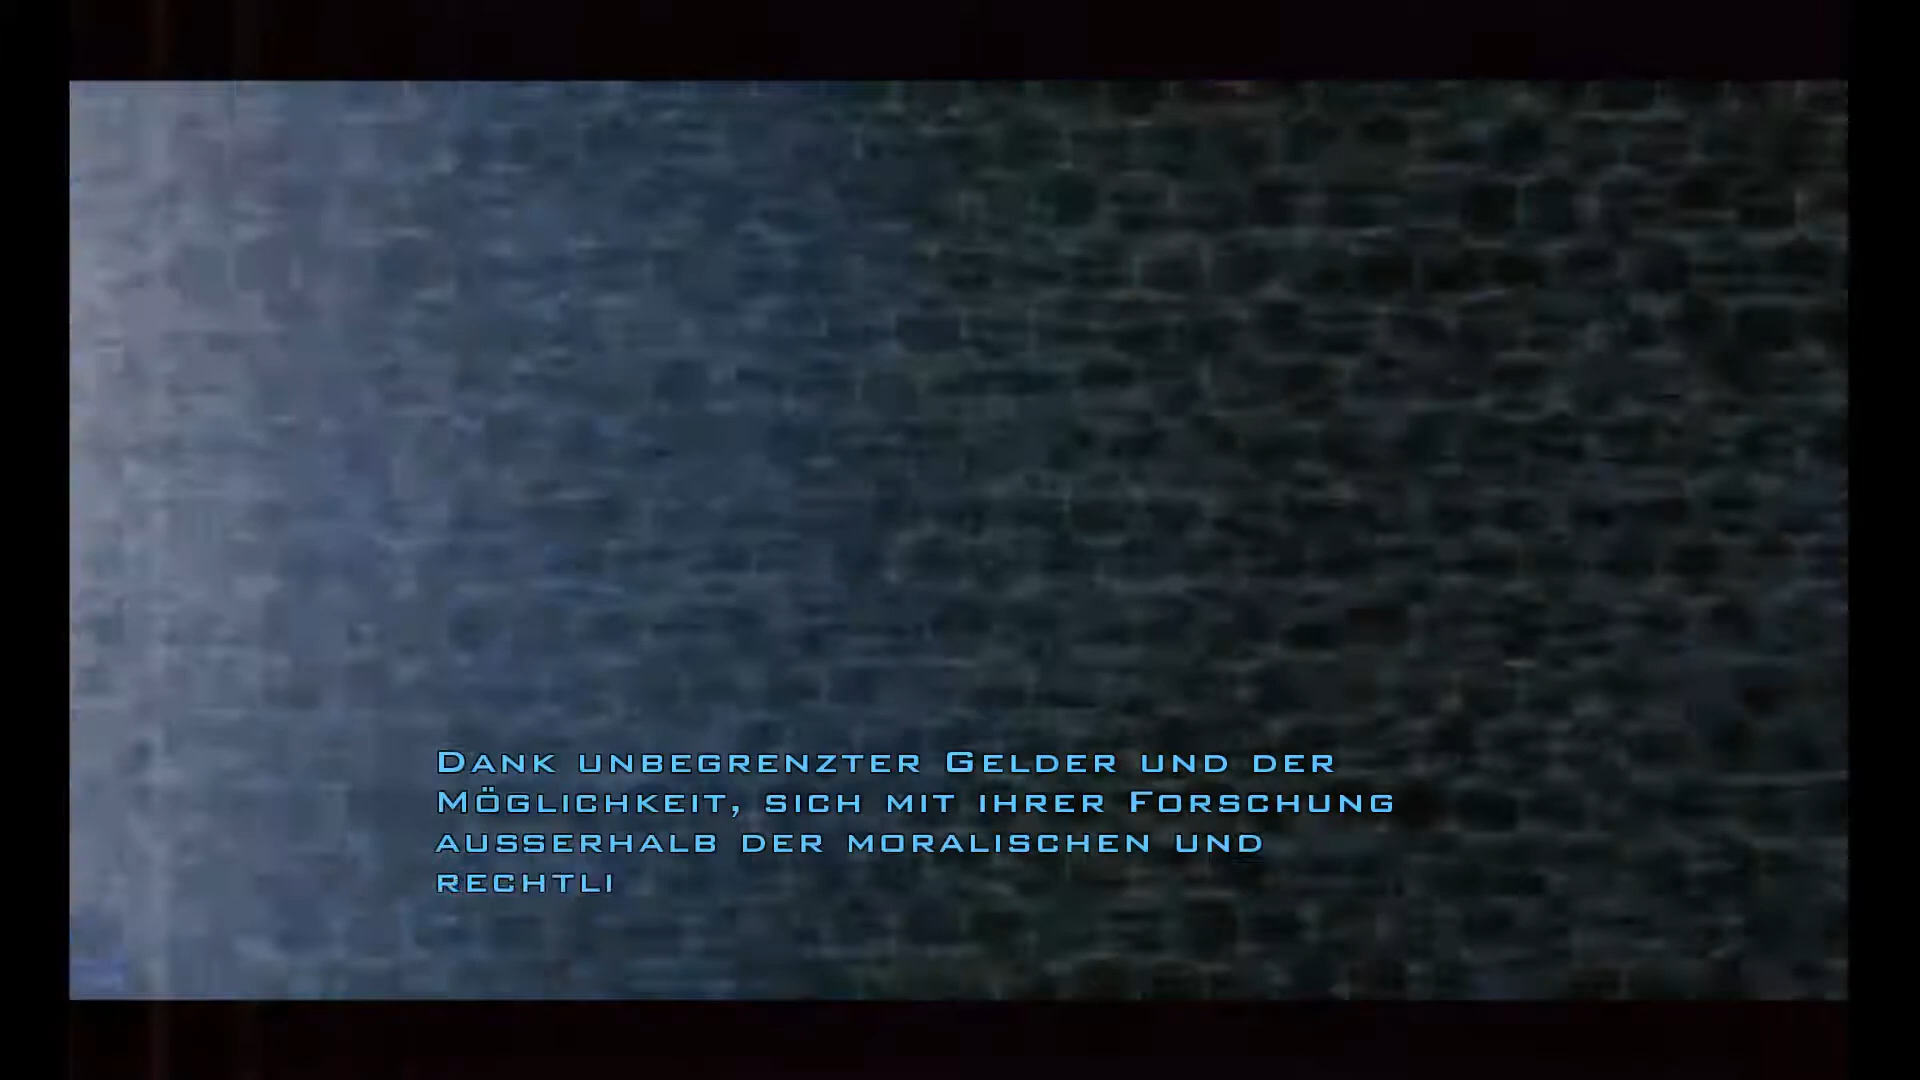 Dank unbegrenzter Gelder und der
Möglichkeit, sich mit ihrer Forschung
ausserhalb der moralischen und
rechtli